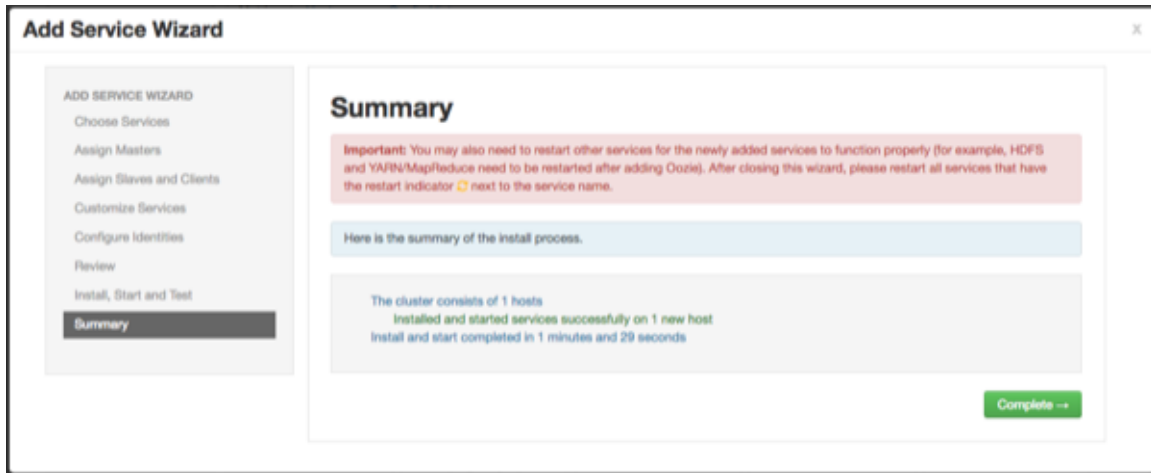 Add Service Wizard
x
ADD SERVICE WIZARD
Choose Services
Assign Masters
Assign Slaves and Clients
Customize Services
Configure Identities
Review
Install, Start and Test
Summary
Summary
Important: You may also need to restart other services for the newly added services to function property (for example, HDFS
and YARN/MapReduce need to be restarted after adding Oozie). After closing this wizard, please restart all services that have
the restart indicator next to the service name.
Here is the summary of the install process.
The cluster consists of 1 hosts
Installed and started services successfully on 1 new host
Install and start completed in 1 minutes and 29 seconds
Complete →